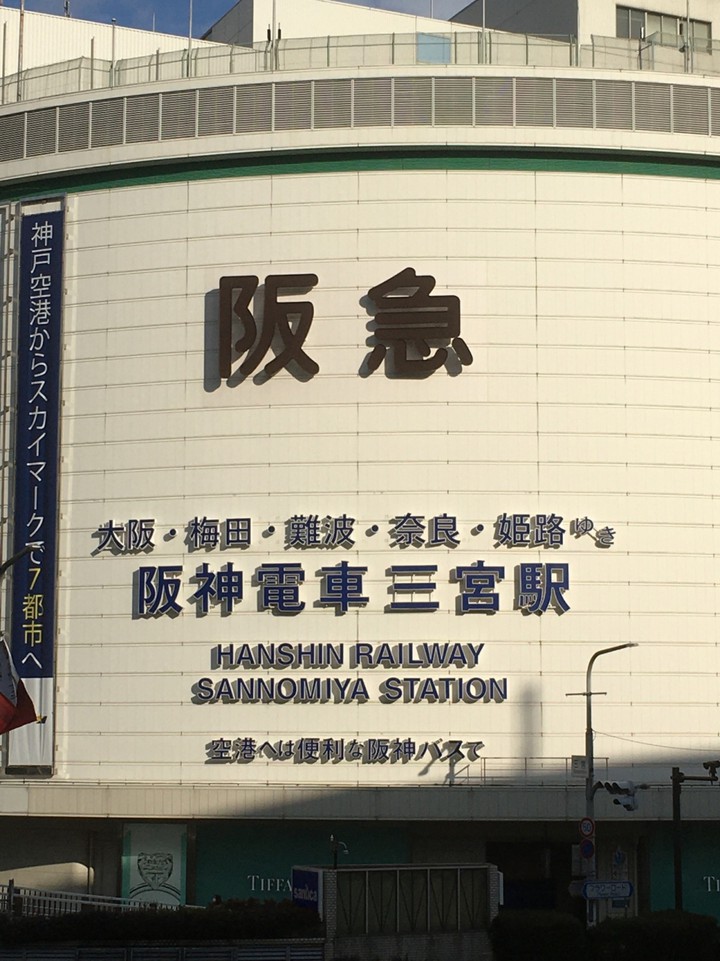 神戸空港からスカイマークで7都市へ
阪急
大阪・梅田・難波・奈良・姫路ゆき
阪神電車三宮駅
HANSHIN RAILWAY
SANNOMIYA STATION
空港へは便利な阪神バスで
TIFFA
santica